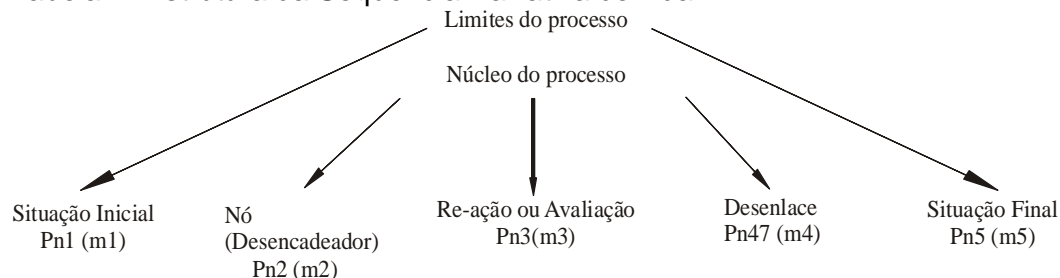 Limites do processo
Núcleo do processo
Situação Inicial
Pn1 (m1)
Nó
(Desencadeador)
Pn2 (m2)
Re-ação ou Avaliação
Pn3(m3)
Desenlace
Pn47 (m4)
Situação Final
Pn5 (m5)